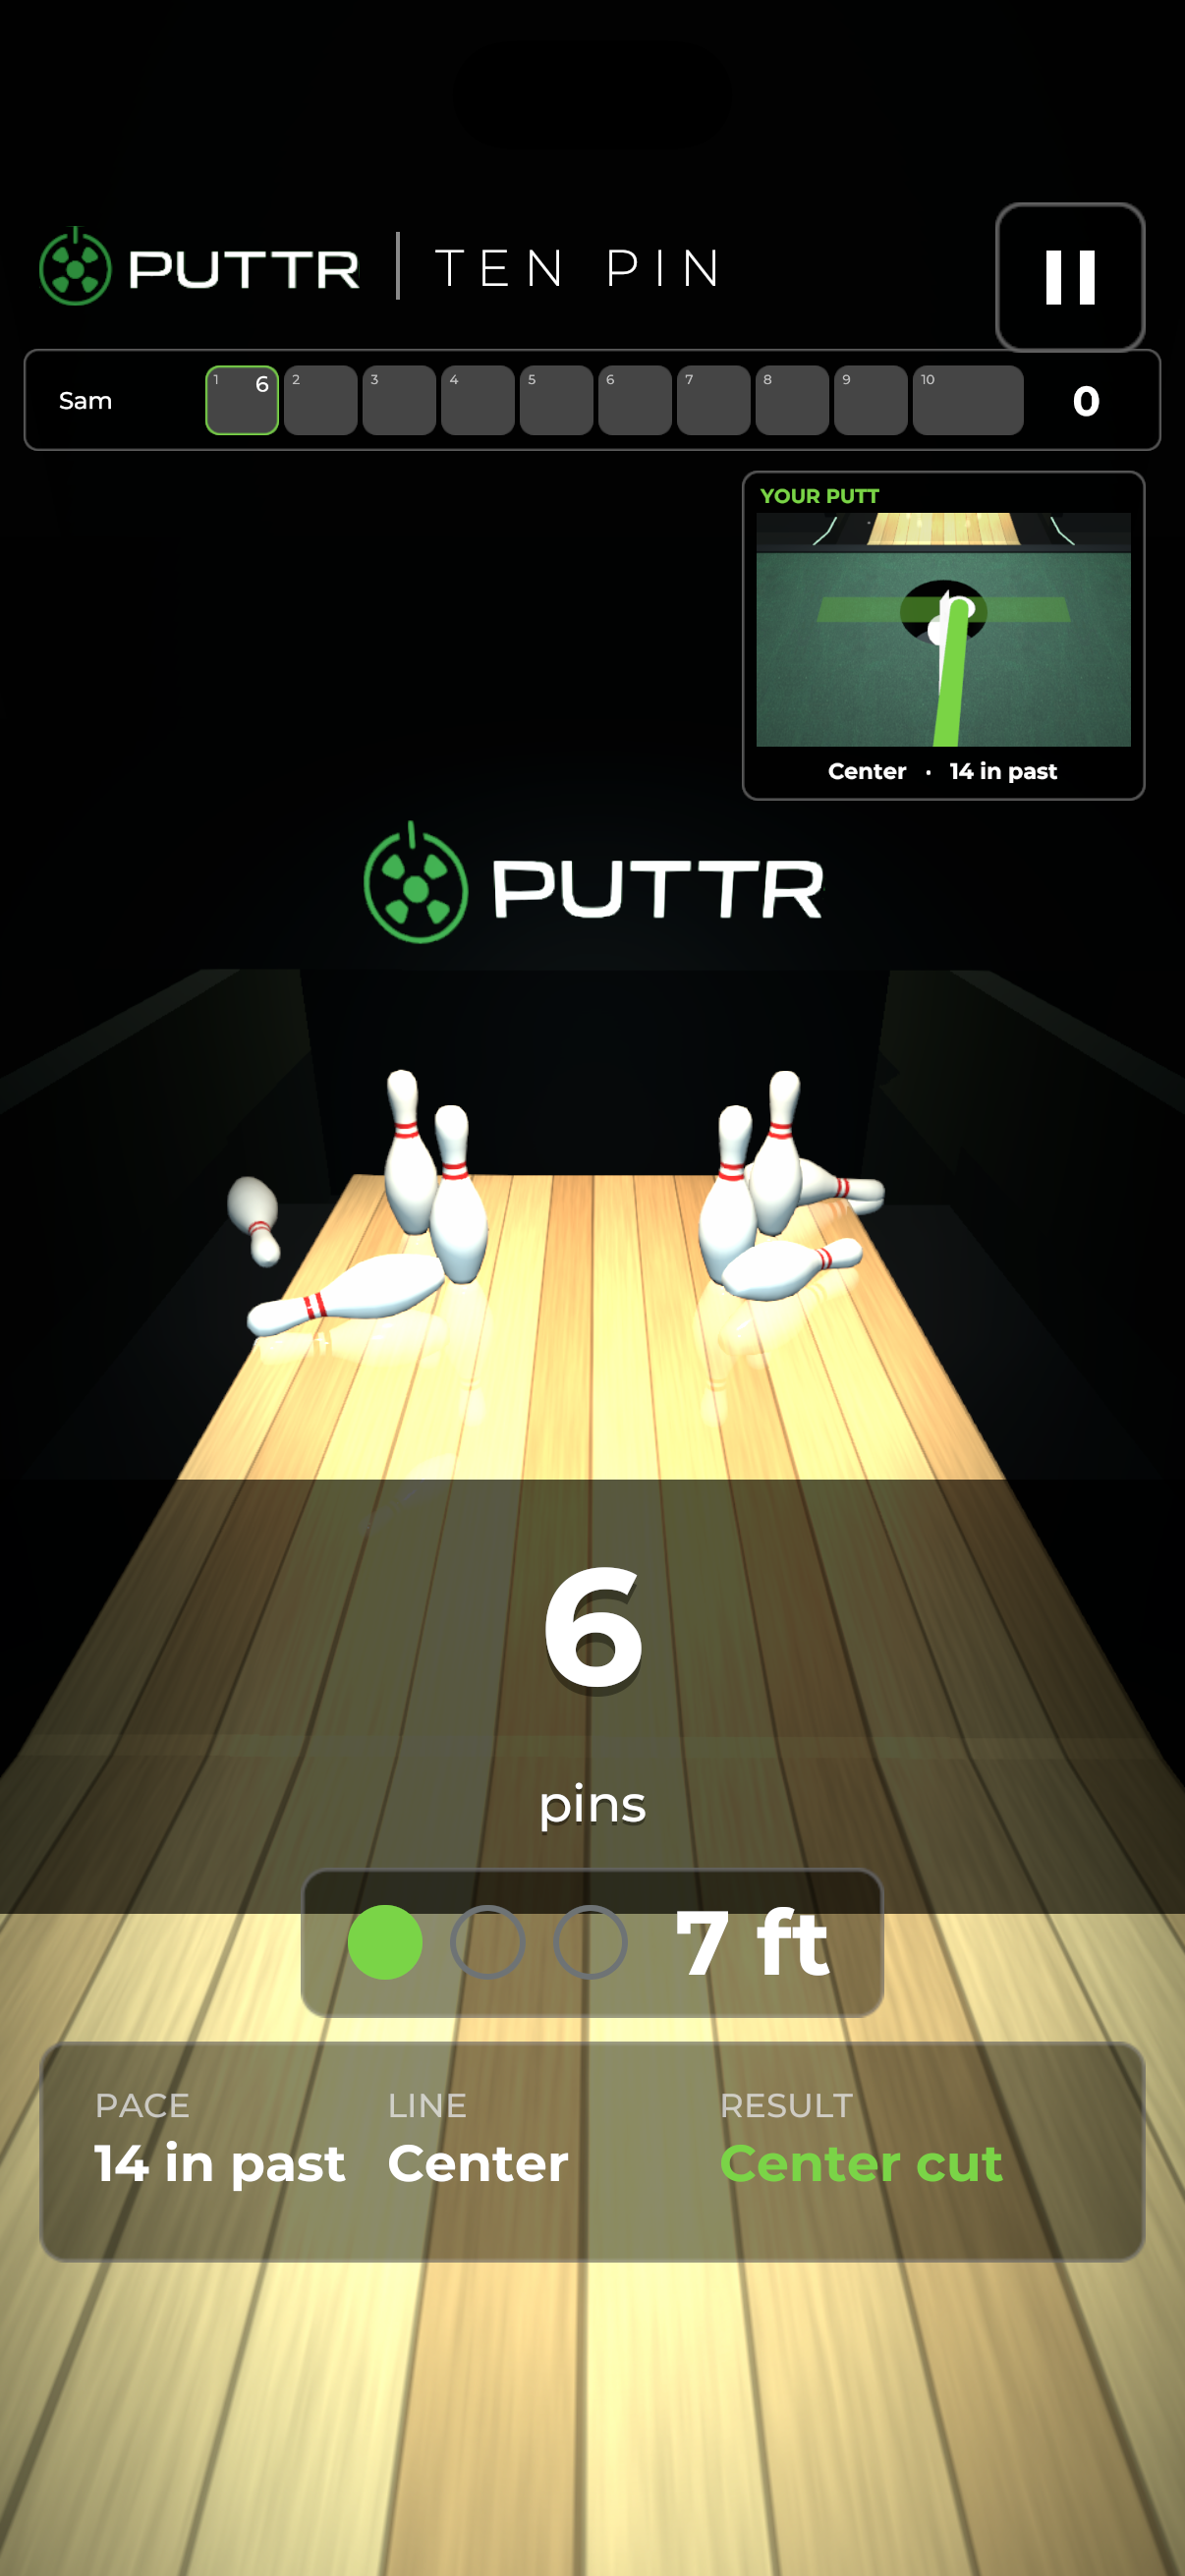 PUTTR | TEN PIN
Sam
1 6 2 3 4 5 6 7 8 9 10
0
YOUR PUTT
Center · 14 in past
PUTTR
6
pins
7 ft
PACE LINE RESULT
14 in past Center Center cut